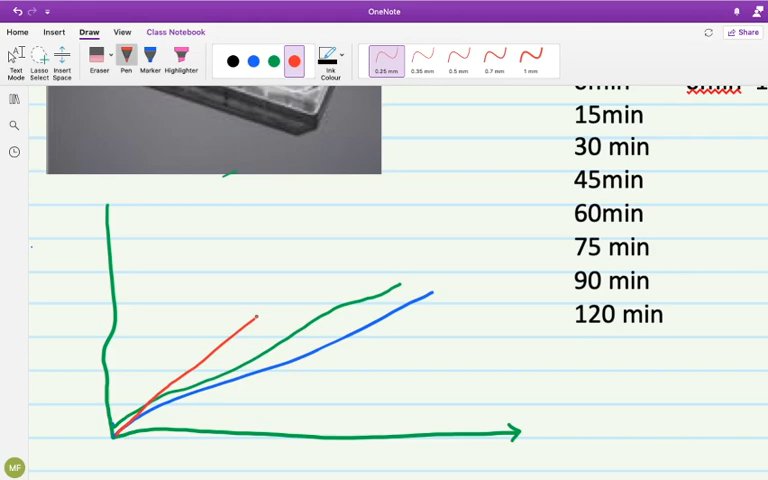 OneNote
Home Insert Draw View Class Notebook
Share
Text Mode
Lasso Select
Insert Space
Eraser
Pen
Marker
Highlighter
Ink Colour
0.25 mm
0.35 mm
0.5 mm
0.7 mm
1 mm
15min
30 min
45min
60min
75 min
90 min
120 min
MF